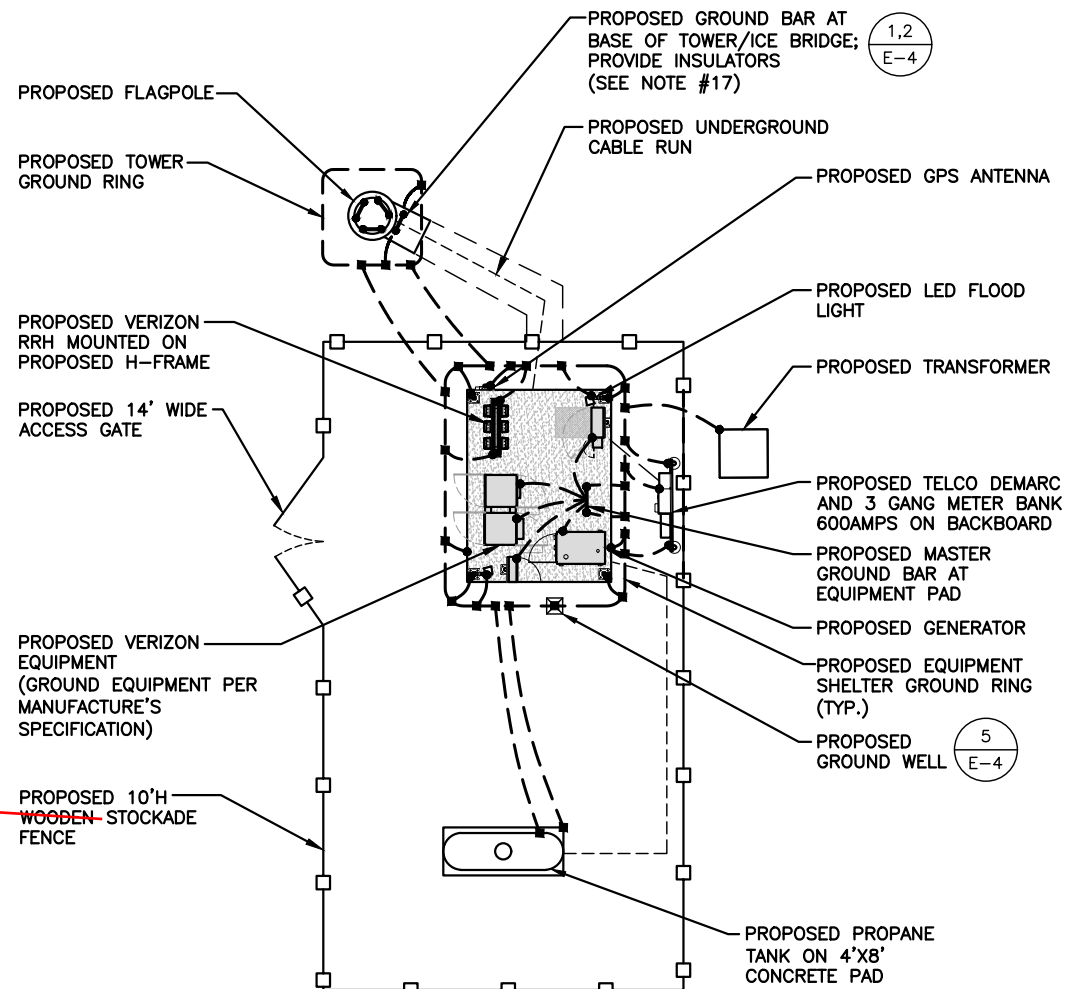 PROPOSED GROUND BAR AT
BASE OF TOWER/ICE BRIDGE;
PROVIDE INSULATORS
(SEE NOTE #17)
1,2
E-4
PROPOSED FLAGPOLE
PROPOSED UNDERGROUND
CABLE RUN
PROPOSED TOWER
GROUND RING
PROPOSED GPS ANTENNA
PROPOSED LED FLOOD
LIGHT
PROPOSED VERIZON
RRH MOUNTED ON
PROPOSED H-FRAME
PROPOSED TRANSFORMER
PROPOSED 14' WIDE
ACCESS GATE
PROPOSED TELCO DEMARC
AND 3 GANG METER BANK
600AMPS ON BACKBOARD
PROPOSED MASTER
GROUND BAR AT
EQUIPMENT PAD
PROPOSED GENERATOR
PROPOSED VERIZON
EQUIPMENT
(GROUND EQUIPMENT PER
MANUFACTURE'S
SPECIFICATION)
PROPOSED EQUIPMENT
SHELTER GROUND RING
(TYP.)
PROPOSED
GROUND WELL
5
E-4
PROPOSED 10'H
WOODEN STOCKADE
FENCE
PROPOSED PROPANE
TANK ON 4'X8'
CONCRETE PAD